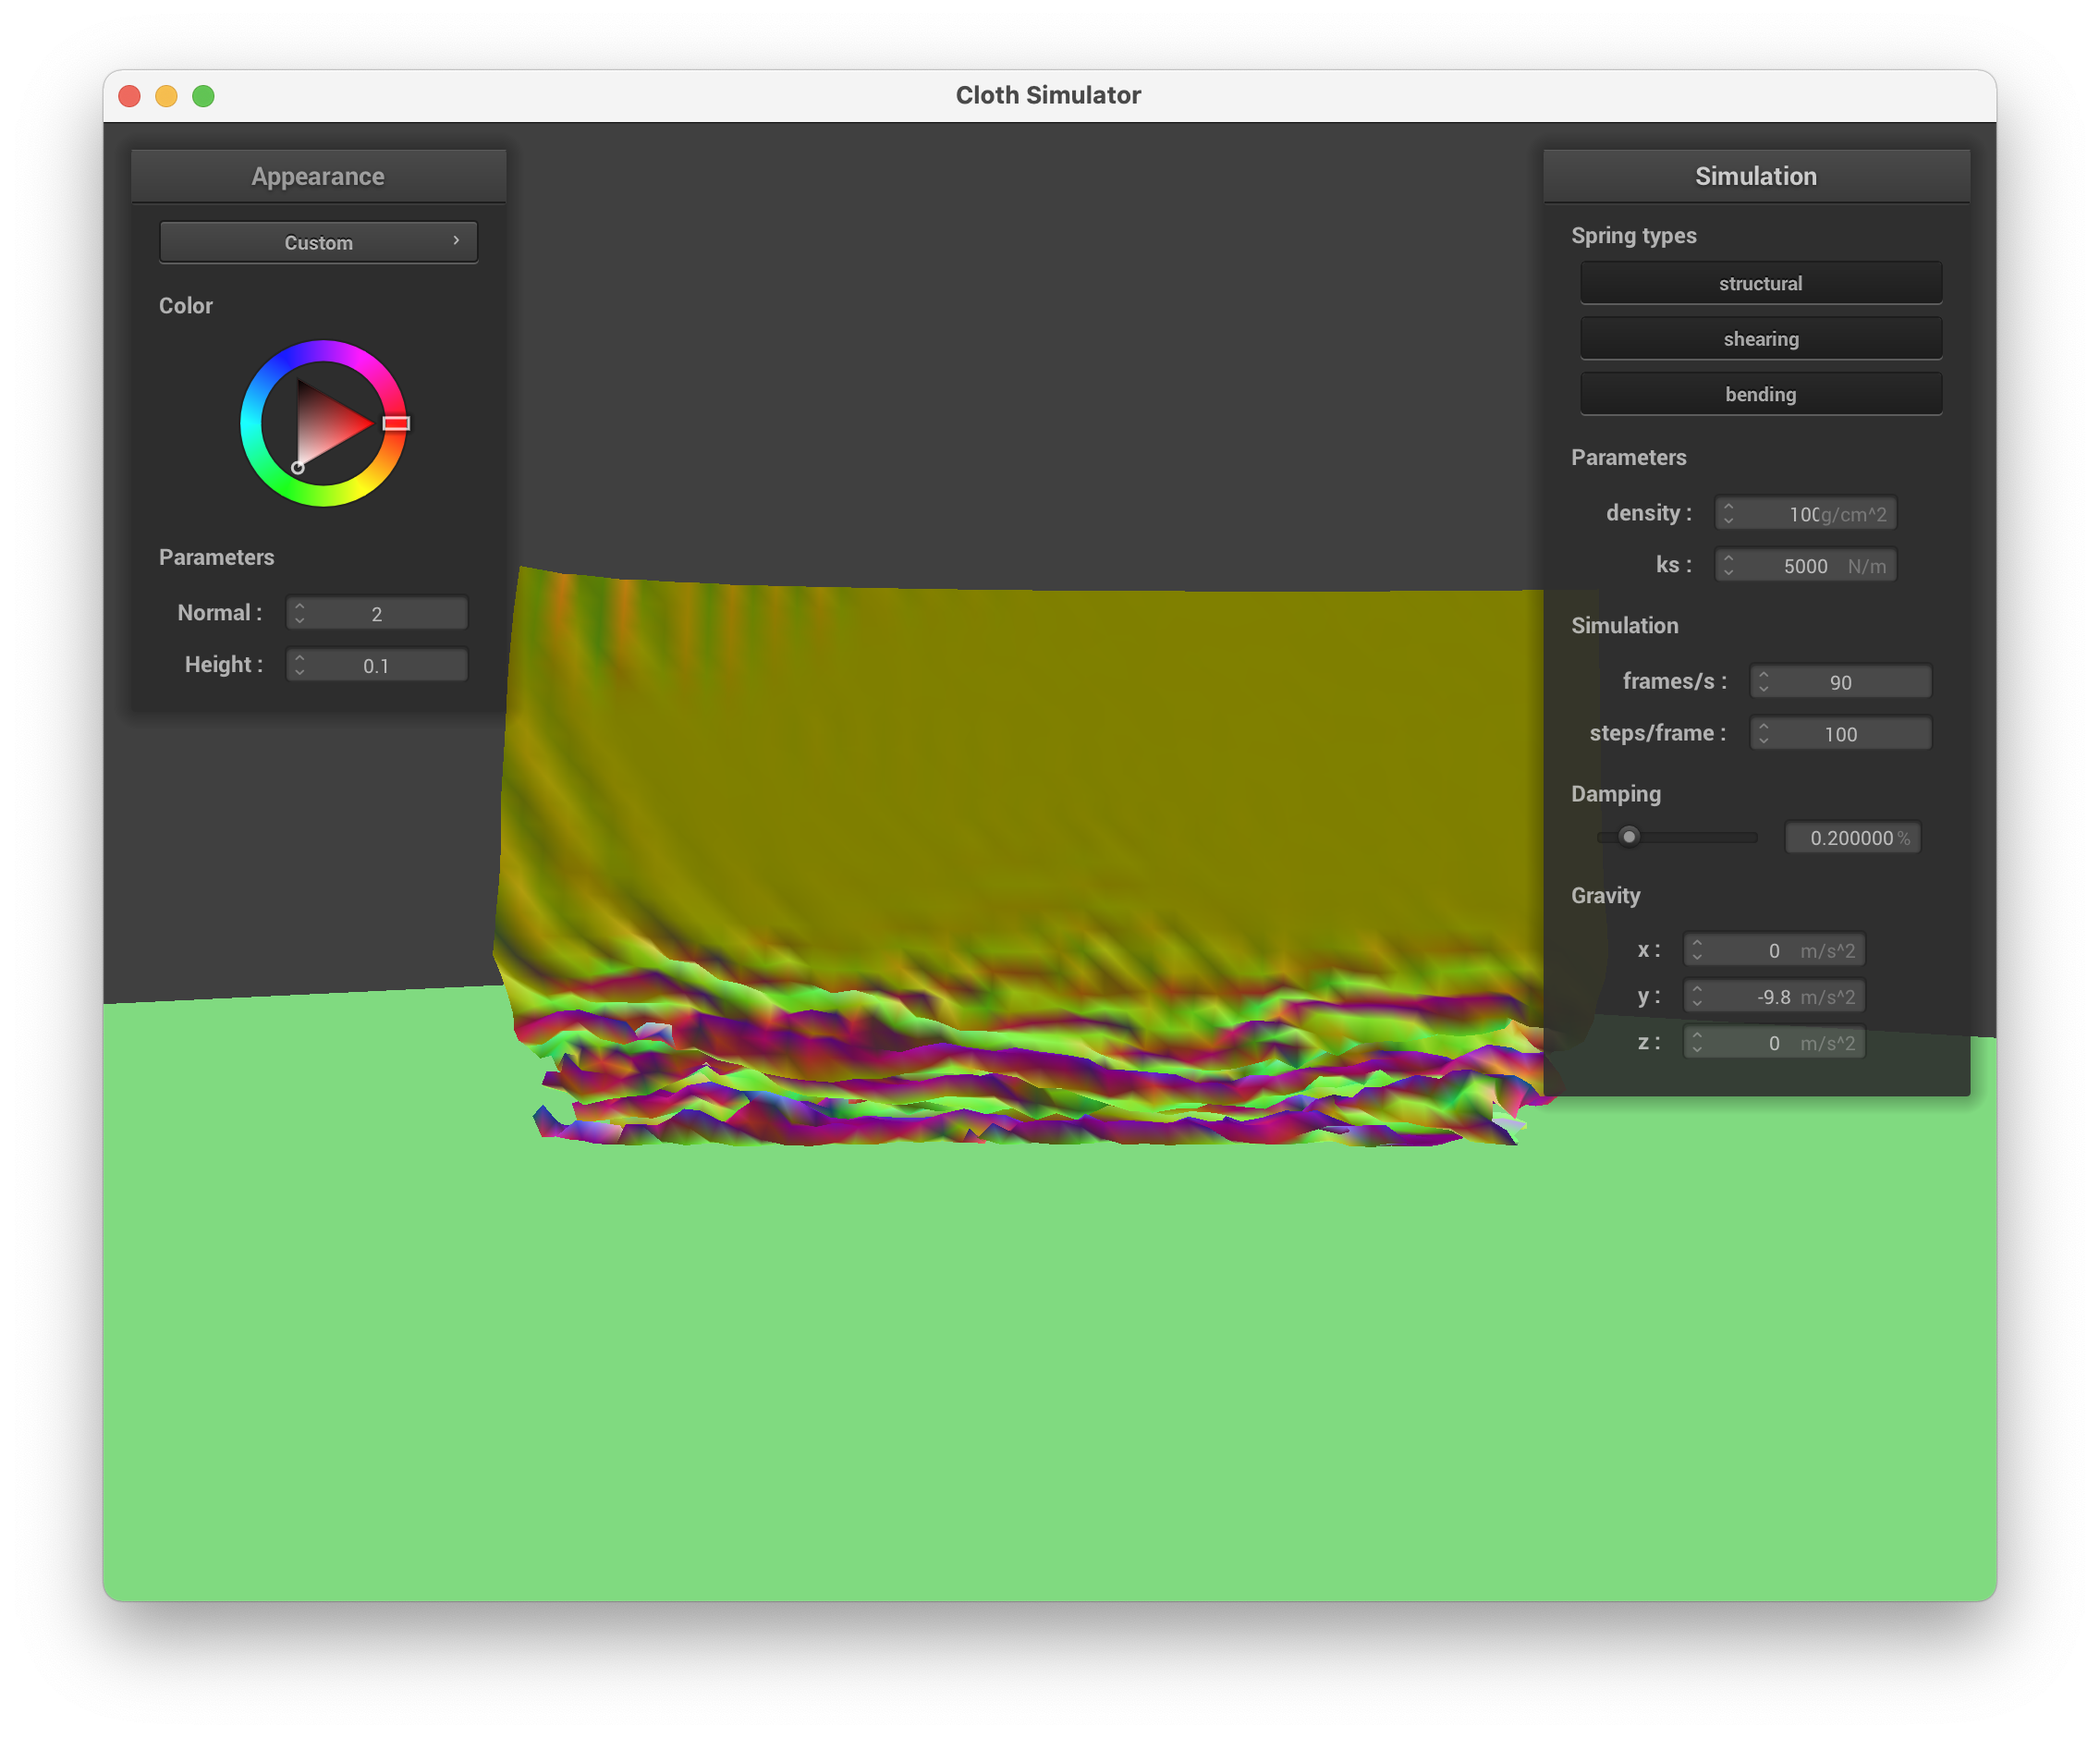 Cloth Simulator
Appearance
Custom
Color
Parameters
Normal : 2
Height : 0.1
Simulation
Spring types
structural
shearing
bending
Parameters
density : 100 g/cm^2
ks : 5000 N/m
Simulation
frames/s : 90
steps/frame : 100
Damping
0.200000 %
Gravity
x : 0 m/s^2
y : -9.8 m/s^2
z : 0 m/s^2